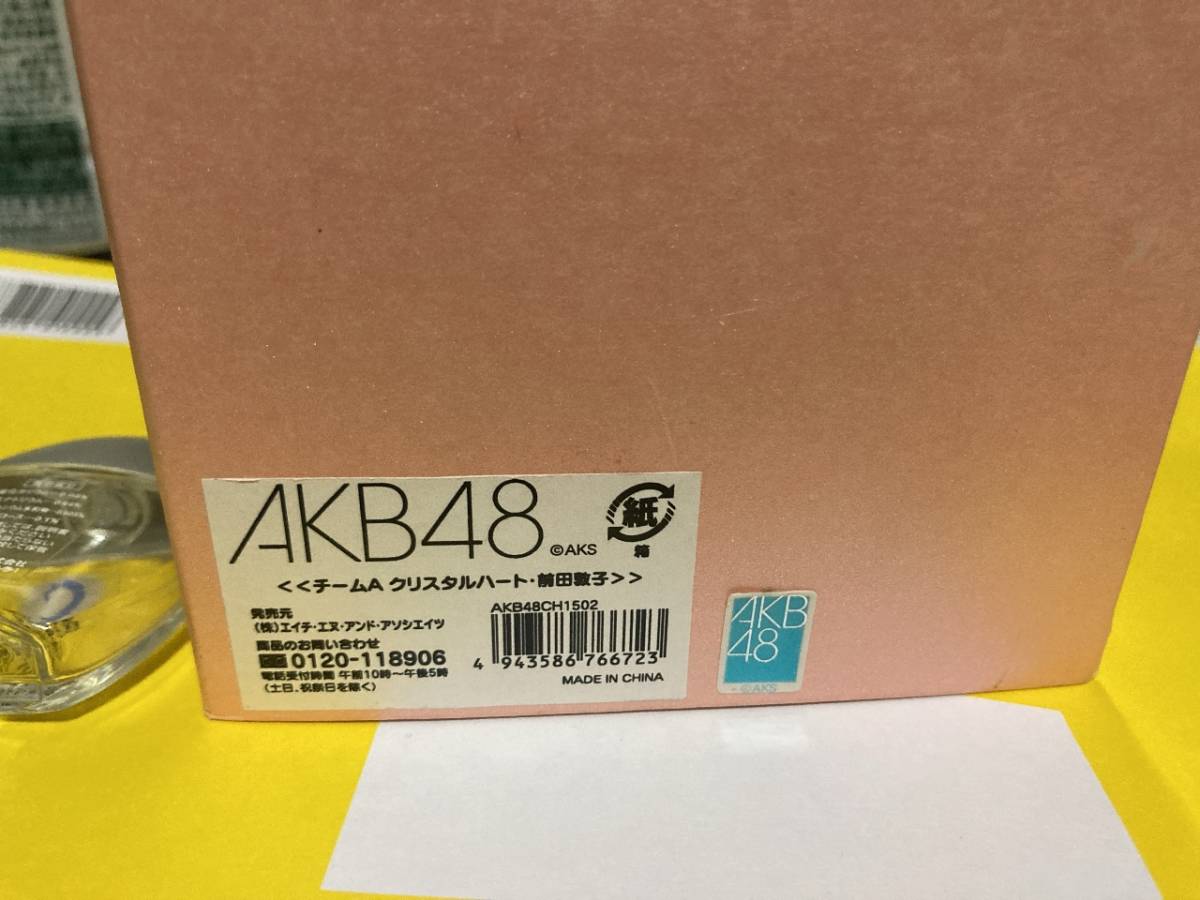 AKB48
©AKS
紙
箱
<<チームA クリスタルハート・前田敦子>>
発売元
(株)エイチ・エヌ・アンド・アソシエイツ
商品のお問い合わせ
0120-118906
電話受付時間 午前10時〜午後5時
(土日、祝祭日を除く)
AKB48CH1502
4 943586 766723
MADE IN CHINA
AKB
48
©AKS